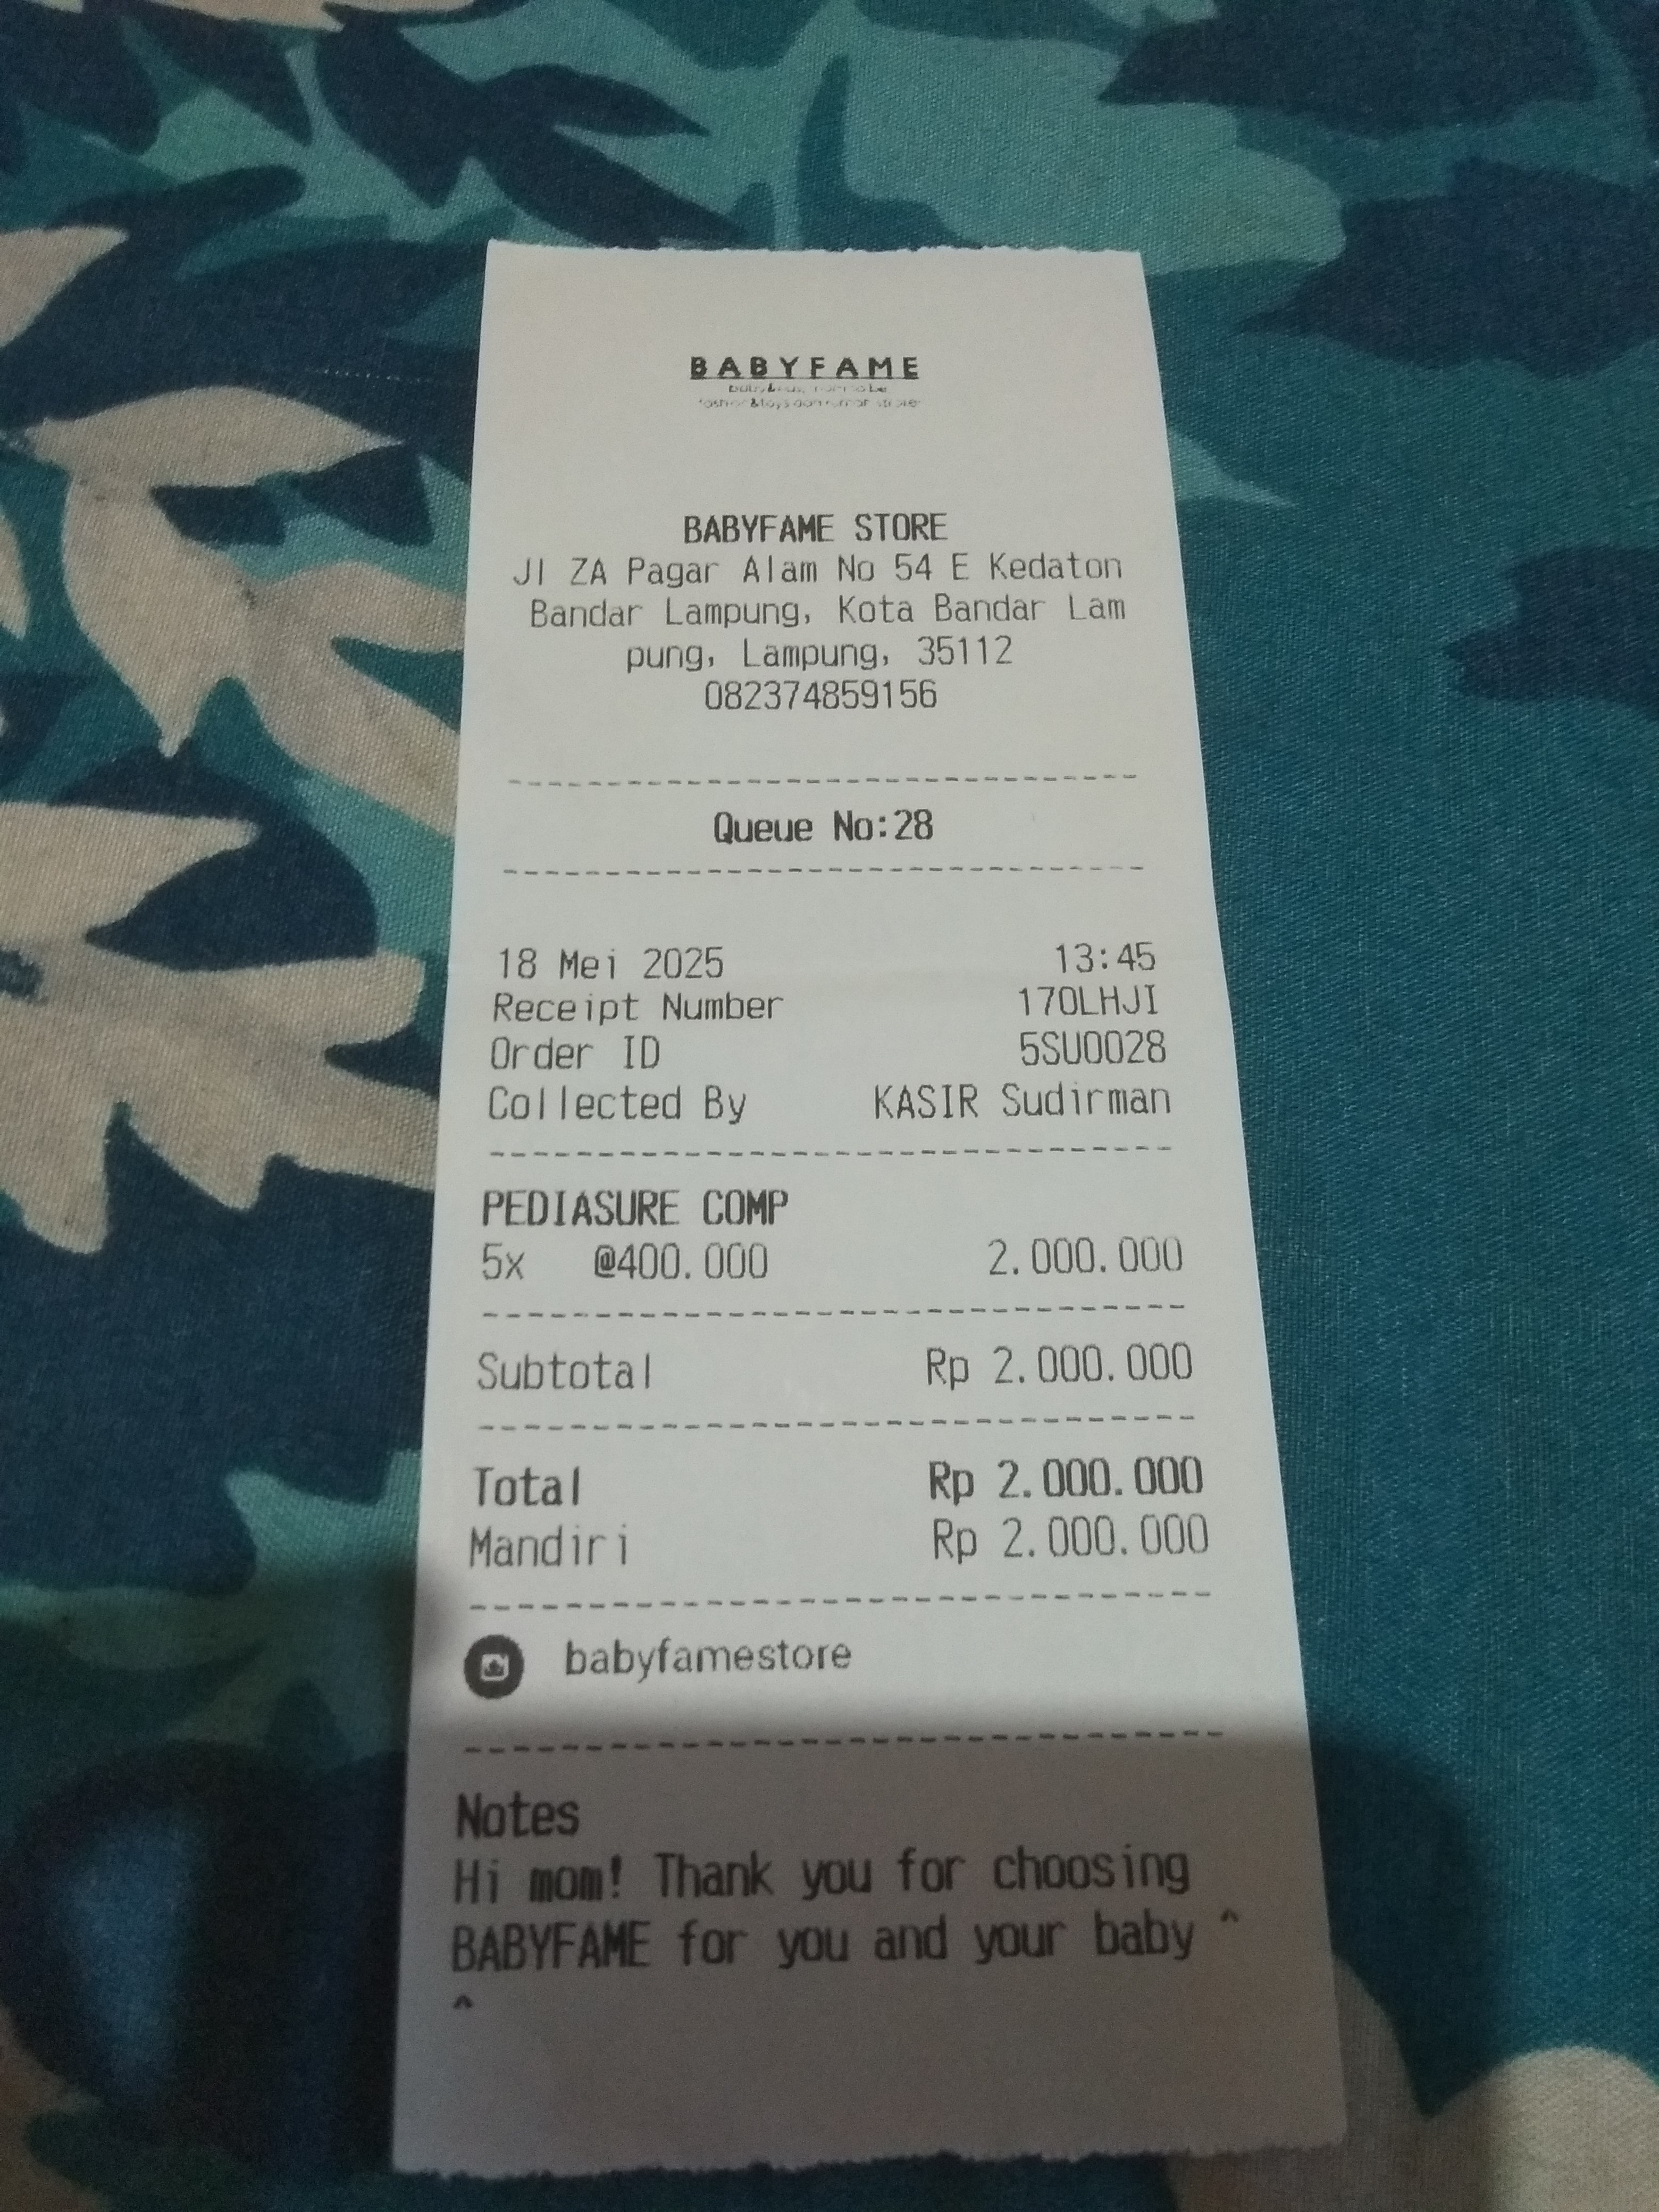 BABYFAME
BABYFAME STORE
Jl ZA Pagar Alam No 54 E Kedaton
Bandar Lampung, Kota Bandar Lam
pung, Lampung, 35112
082374859156
Queue No:28
18 Mei 2025 13:45
Receipt Number 170LHJI
Order ID 5SU0028
Collected By KASIR Sudirman
PEDIASURE COMP
5x @400.000 2.000.000
Subtotal Rp 2.000.000
Total Rp 2.000.000
Mandiri Rp 2.000.000
babyfamestore
Notes
Hi mom! Thank you for choosing
BABYFAME for you and your baby ^
^